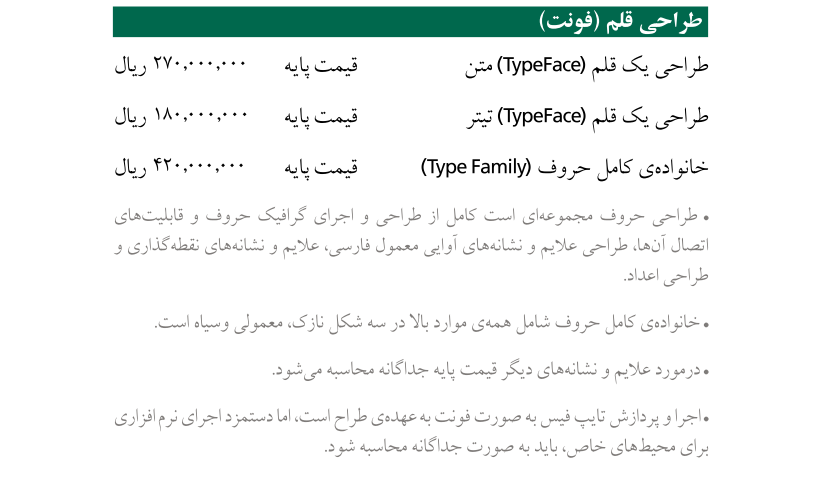 طراحی قلم (فونت)
طراحی یک قلم (TypeFace) متن قیمت پایه ۲۷۰,۰۰۰,۰۰۰ ریال
طراحی یک قلم (TypeFace) تیتر قیمت پایه ۱۸۰,۰۰۰,۰۰۰ ریال
خانواده‌ی کامل حروف (Type Family) قیمت پایه ۴۲۰,۰۰۰,۰۰۰ ریال
• طراحی حروف مجموعه‌ای است کامل از طراحی و اجرای گرافیک حروف و قابلیت‌های
اتصال آن‌ها، طراحی علایم و نشانه‌های آوایی معمول فارسی، علایم و نشانه‌های نقطه‌گذاری و
طراحی اعداد.
• خانواده‌ی کامل حروف شامل همه‌ی موارد بالا در سه شکل نازک، معمولی وسیاه است.
• درمورد علایم و نشانه‌های دیگر قیمت پایه جداگانه محاسبه می‌شود.
• اجرا و پردازش تایپ فیس به صورت فونت به عهده‌ی طراح است، اما دستمزد اجرای نرم‌افزاری
برای محیط‌های خاص، باید به صورت جداگانه محاسبه شود.